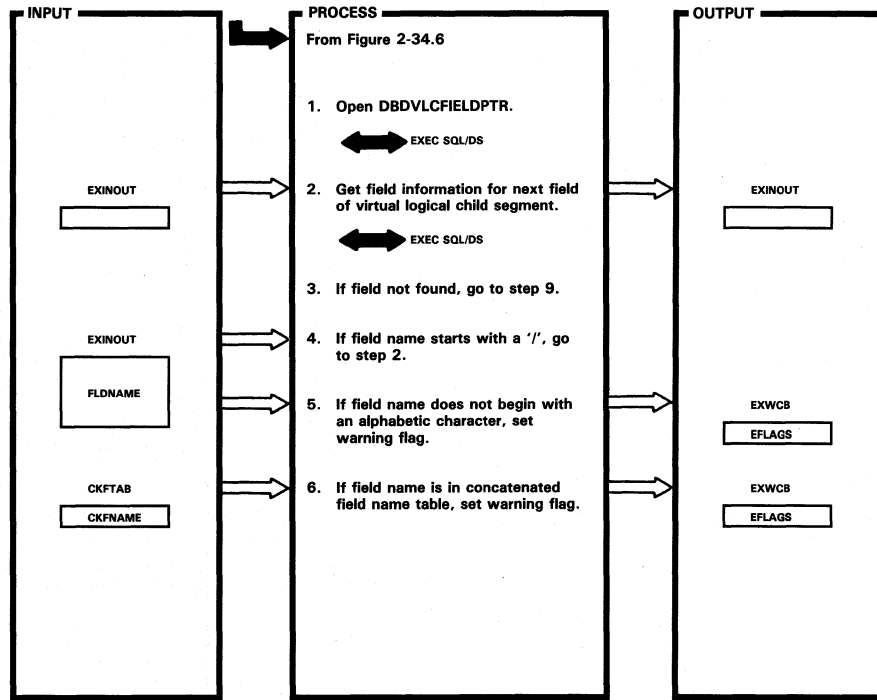 INPUT
PROCESS
OUTPUT
From Figure 2-34.6
1. Open DBDVLCFIELDPTR.
EXEC SQL/DS
EXINOUT
2. Get field information for next field
of virtual logical child segment.
EXINOUT
EXEC SQL/DS
3. If field not found, go to step 9.
EXINOUT
4. If field name starts with a '/', go
to step 2.
FLDNAME
5. If field name does not begin with
an alphabetic character, set
warning flag.
EXWCB
EFLAGS
CKFTAB
CKFNAME
6. If field name is in concatenated
field name table, set warning flag.
EXWCB
EFLAGS